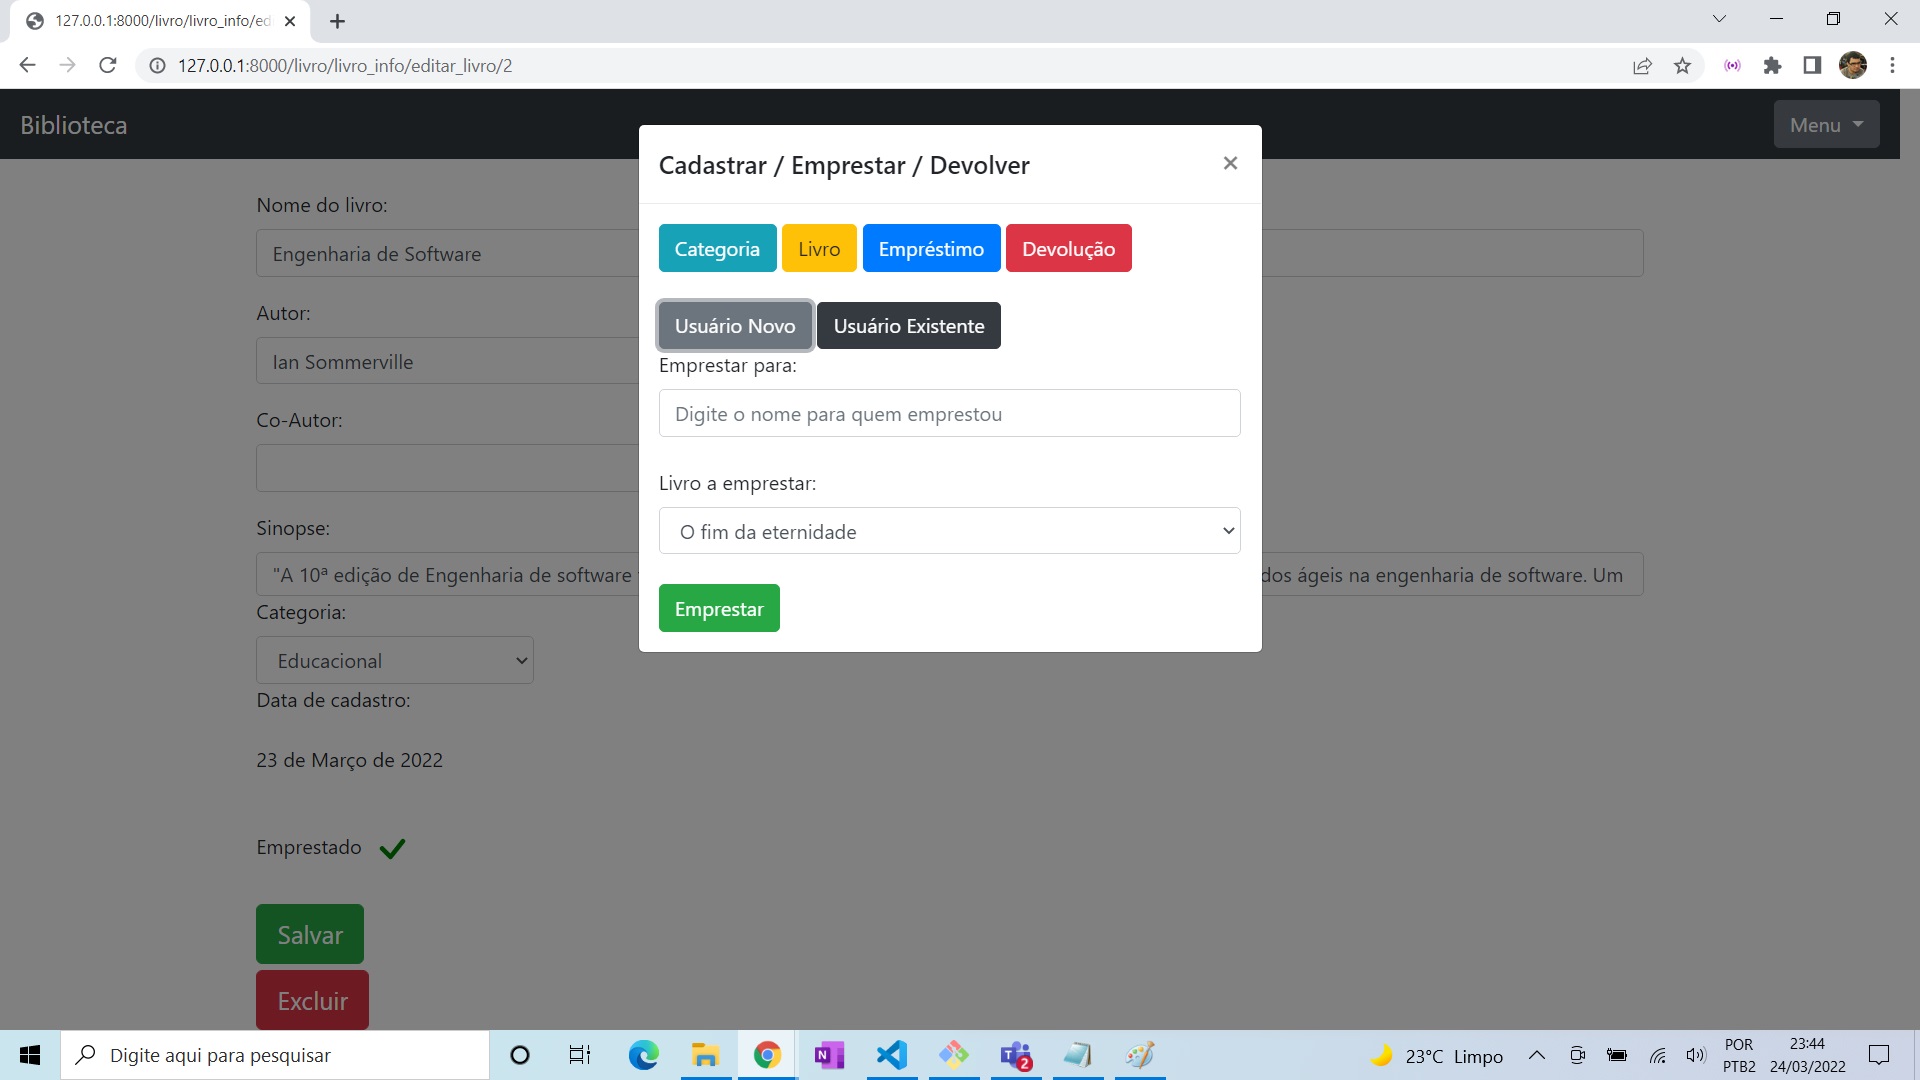 127.0.0.1:8000/livro/livro_info/ed
127.0.0.1:8000/livro/livro_info/editar_livro/2
Biblioteca
Menu
Cadastrar / Emprestar / Devolver
Categoria Livro Empréstimo Devolução
Usuário Novo Usuário Existente
Emprestar para:
Digite o nome para quem emprestou
Livro a emprestar:
O fim da eternidade
Emprestar
Nome do livro:
Engenharia de Software
Autor:
Ian Sommerville
Co-Autor:
Sinopse:
"A 10ª edição de Engenharia de software dos ágeis na engenharia de software. Um
Categoria:
Educacional
Data de cadastro:
23 de Março de 2022
Emprestado
Salvar
Excluir
Digite aqui para pesquisar
N
T
2
23°C Limpo
POR
PTB2
23:44
24/03/2022